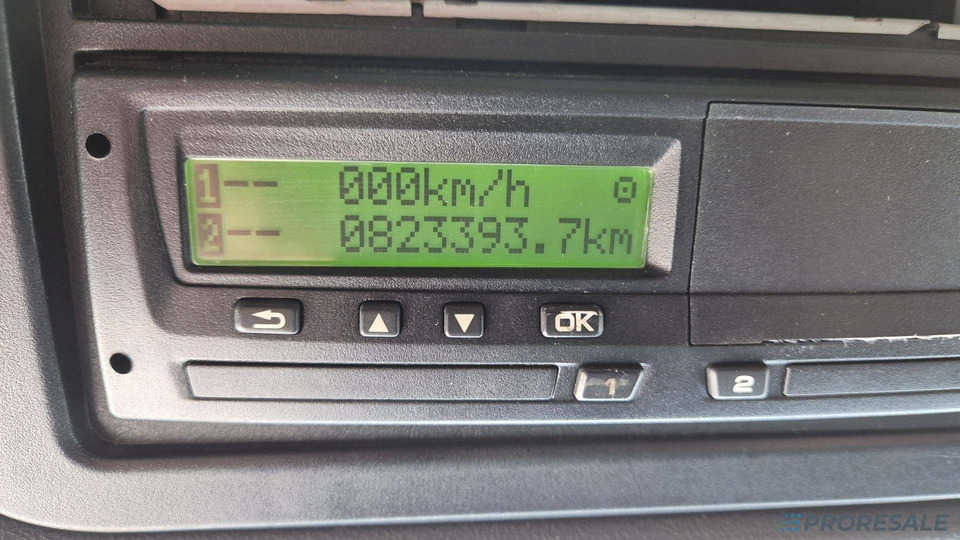 1-- 000km/h
2-- 0823393.7km
OK
1
2
PRORESALE